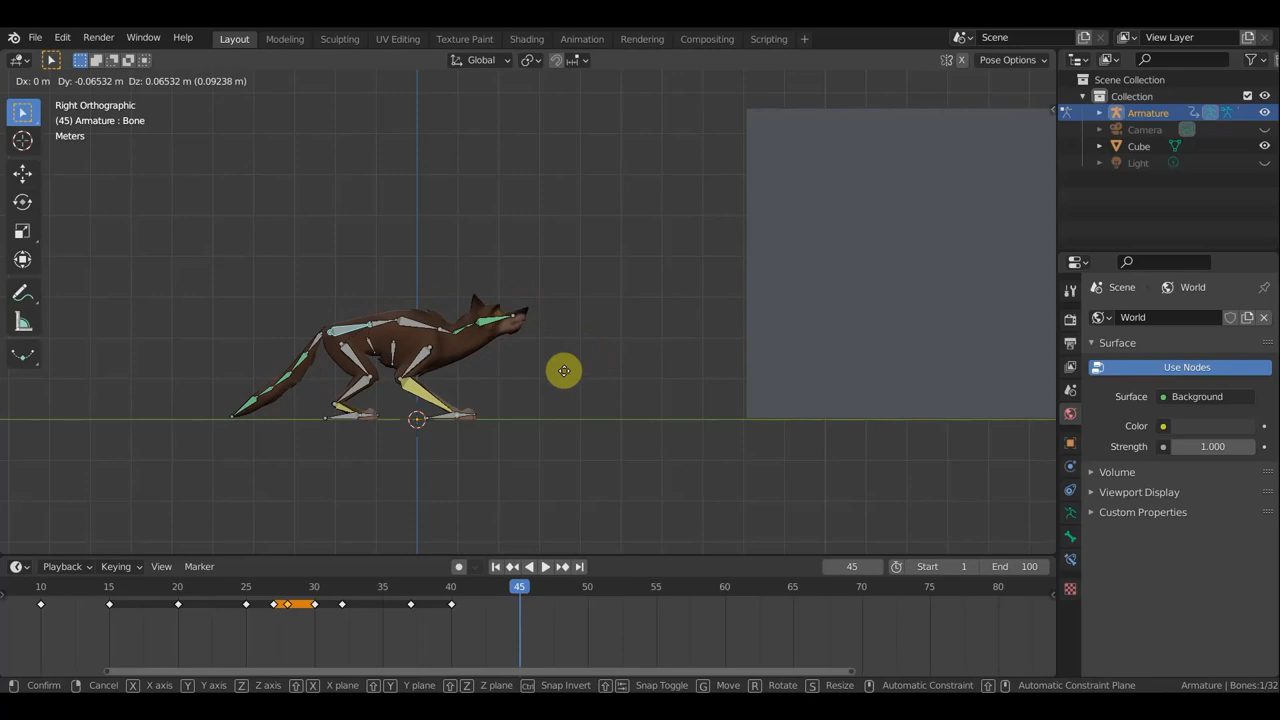 File Edit Render Window Help Layout Modeling Sculpting UV Editing Texture Paint Shading Animation Rendering Compositing Scripting + Scene View Layer
Global X Pose Options
Dx: 0 m Dy: -0.06532 m Dz: 0.06532 m (0.09238 m)
Right Orthographic
(45) Armature : Bone
Meters
Scene Collection
Collection
Armature
Camera
Cube
Light
Scene World
World
Surface
Use Nodes
Surface Background
Color
Strength 1.000
Volume
Viewport Display
Custom Properties
Playback Keying View Marker 45 Start 1 End 100
10 15 20 25 30 35 40 45 50 55 60 65 70 75 80
Confirm X Cancel X X axis Y Y axis Z Z axis X X plane Y Y plane Z Z plane Ctrl Snap Invert Snap Toggle G Move R Rotate S Resize Automatic Constraint Automatic Constraint Plane Armature | Bones:1/32